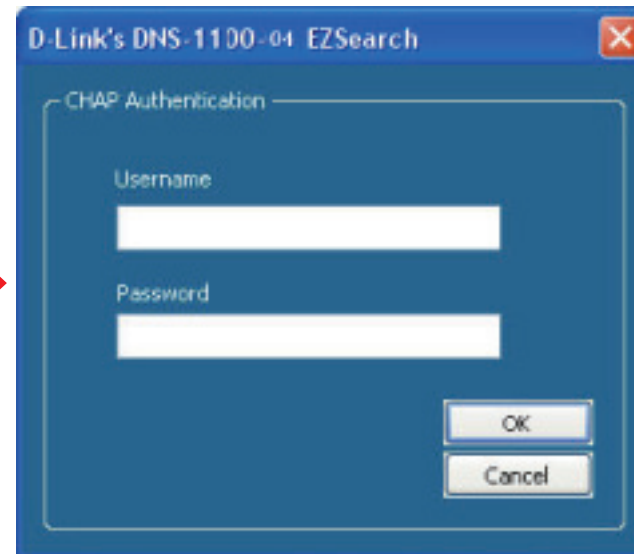 D-Link's DNS-1100-04 EZSearch
CHAP Authentication
Username
Password
OK
Cancel